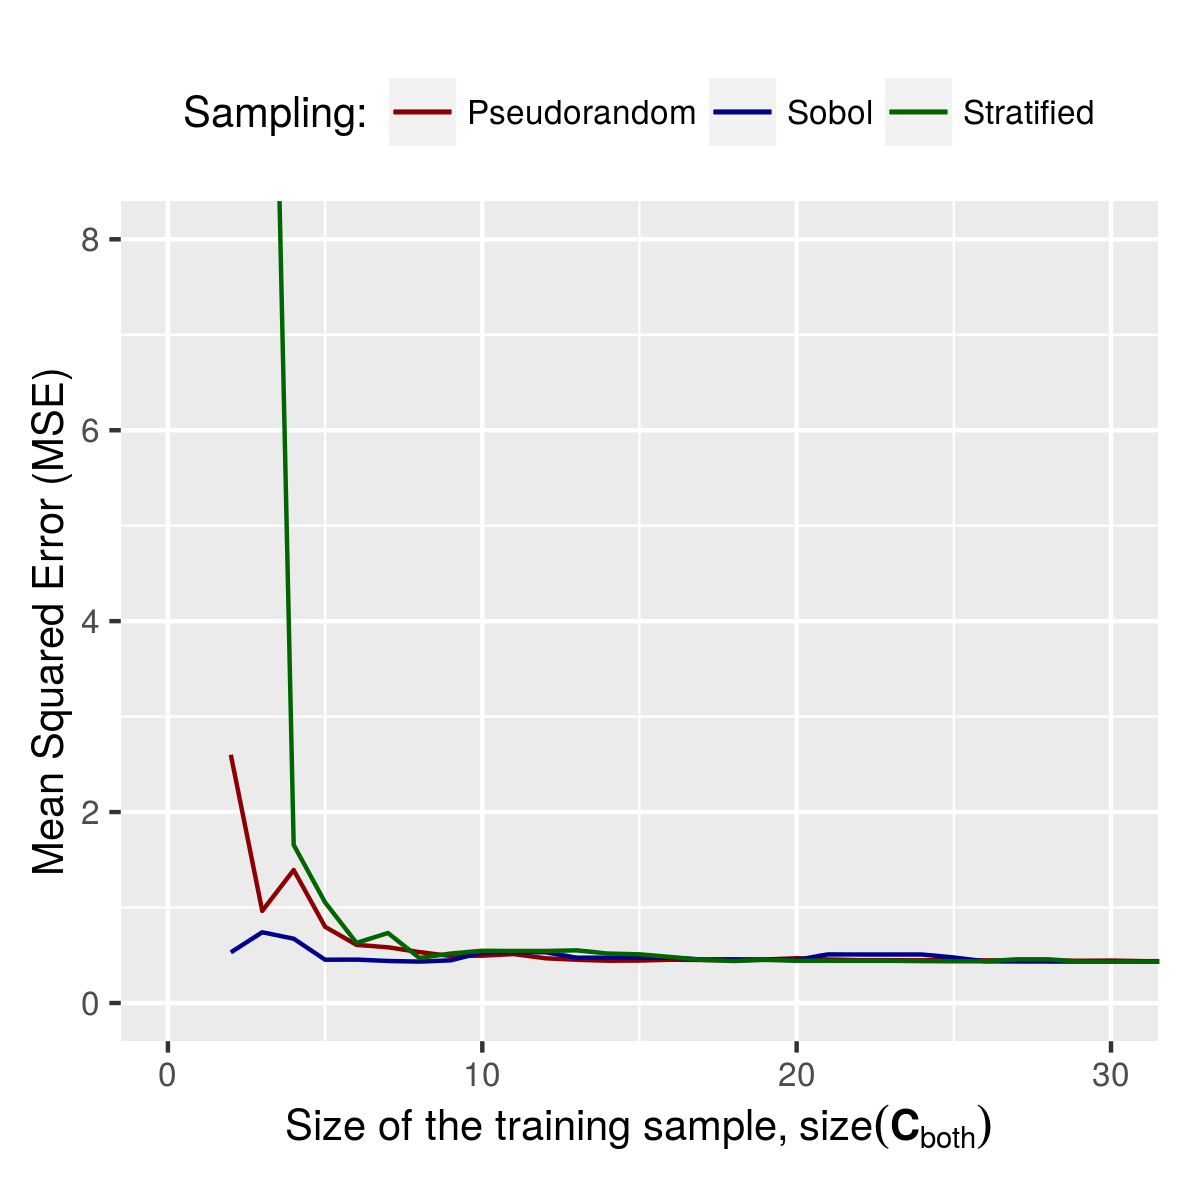 Sampling: Pseudorandom Sobol Stratified
Mean Squared Error (MSE)
8
6
4
2
0
0 10 20 30
Size of the training sample, size(C_both)